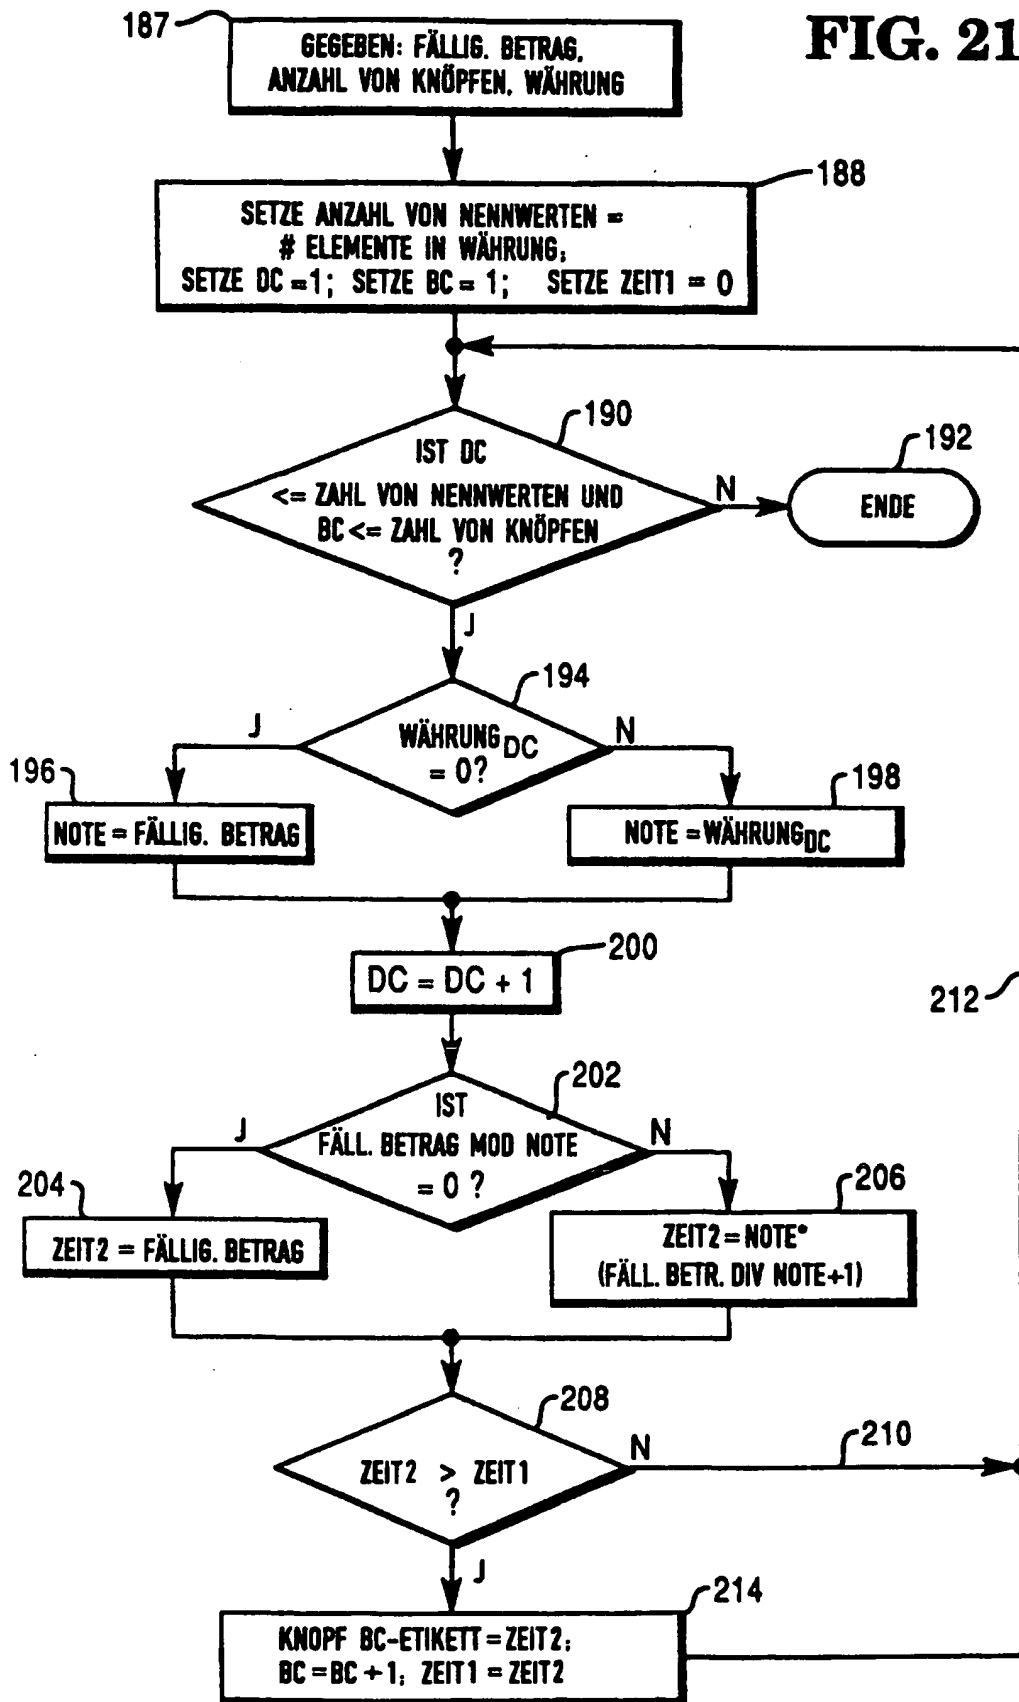 187
FIG. 21
GEGEBEN: FÄLLIG. BETRAG,
ANZAHL VON KNÖPFEN, WÄHRUNG
188
SETZE ANZAHL VON NENNWERTEN =
# ELEMENTE IN WÄHRUNG;
SETZE DC =1; SETZE BC = 1; SETZE ZEIT1 = 0
190
IST DC
<= ZAHL VON NENNWERTEN UND
BC <= ZAHL VON KNÖPFEN
?
N
192
ENDE
J
194
WÄHRUNG DC
= 0?
J
N
196
NOTE = FÄLLIG. BETRAG
198
NOTE = WÄHRUNG DC
200
DC = DC + 1
212
202
IST
FÄLL. BETRAG MOD NOTE
= 0 ?
J
N
204
ZEIT2 = FÄLLIG. BETRAG
206
ZEIT2 = NOTE*
(FÄLL. BETR. DIV NOTE+1)
208
ZEIT2 > ZEIT1
?
N
210
J
214
KNOPF BC-ETIKETT = ZEIT2;
BC = BC + 1; ZEIT1 = ZEIT2